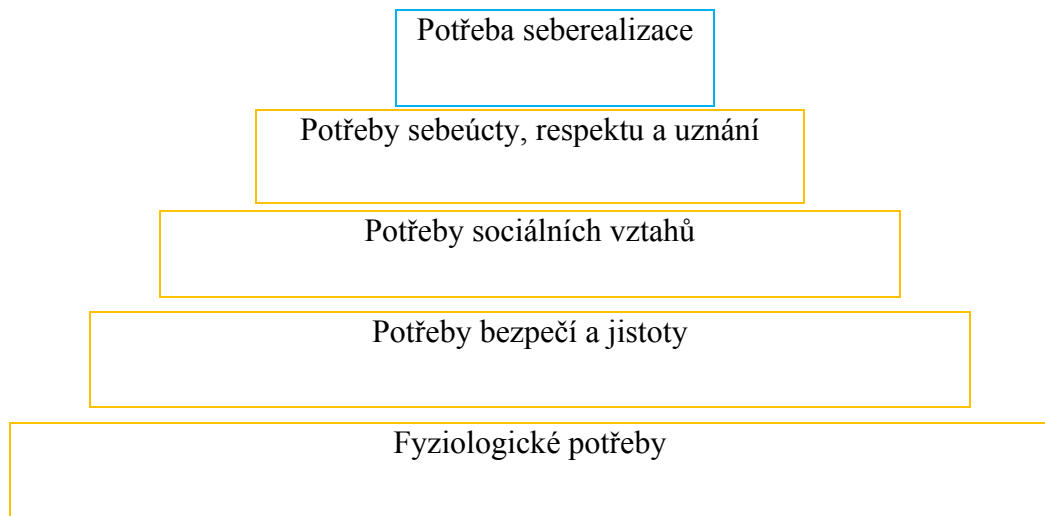 Potřeba seberealizace
Potřeby sebeúcty, respektu a uznání
Potřeby sociálních vztahů
Potřeby bezpečí a jistoty
Fyziologické potřeby